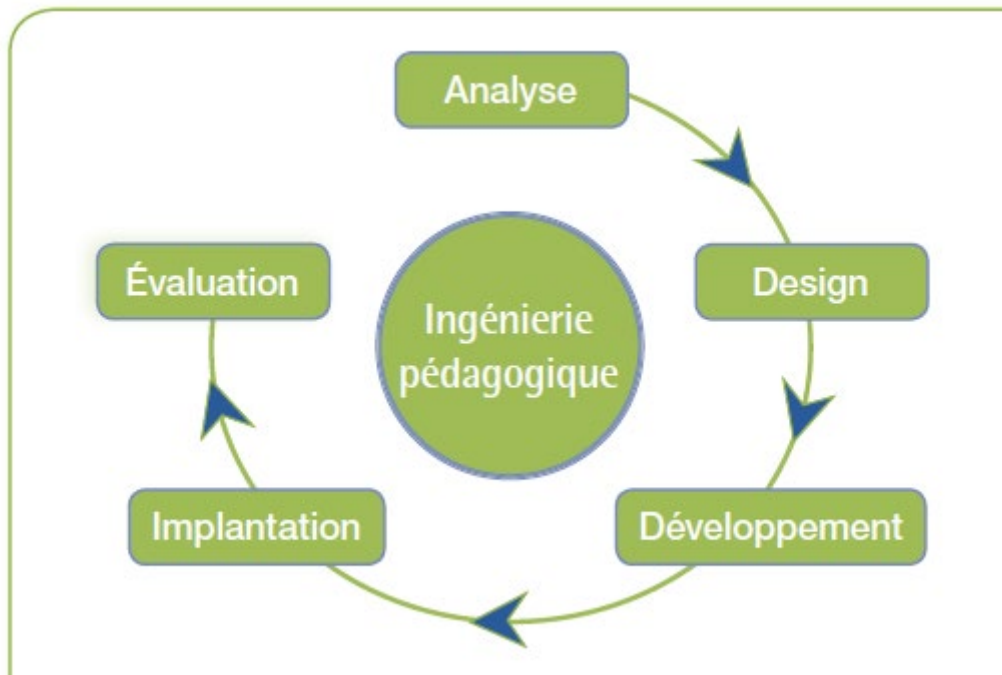 Analyse
Design
Développement
Implantation
Évaluation
Ingénierie
pédagogique